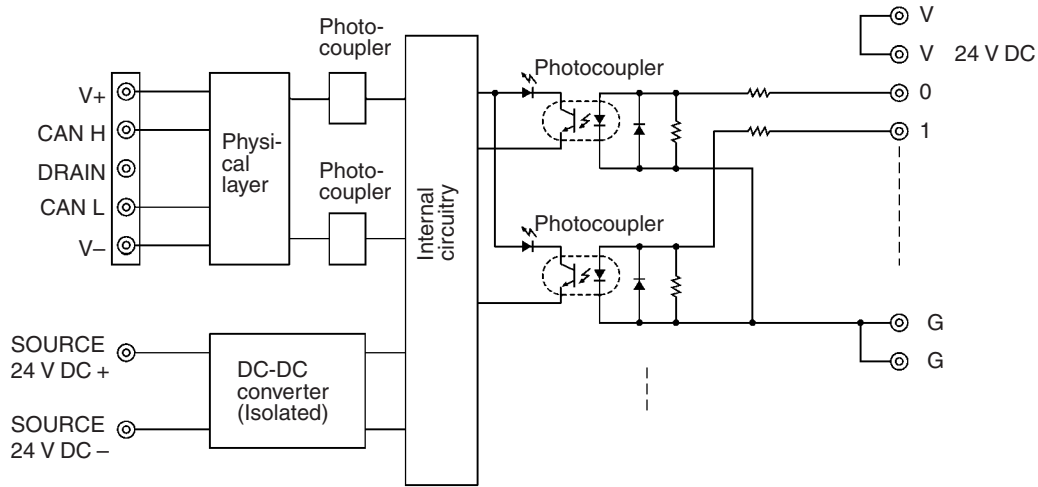 Photo-
coupler
V+
CAN H
DRAIN
CAN L
V–
Physi-
cal
layer
Photo-
coupler
SOURCE
24 V DC +
SOURCE
24 V DC –
DC-DC
converter
(Isolated)
Internal
circuitry
Photocoupler
Photocoupler
V
V 24 V DC
0
1
G
G